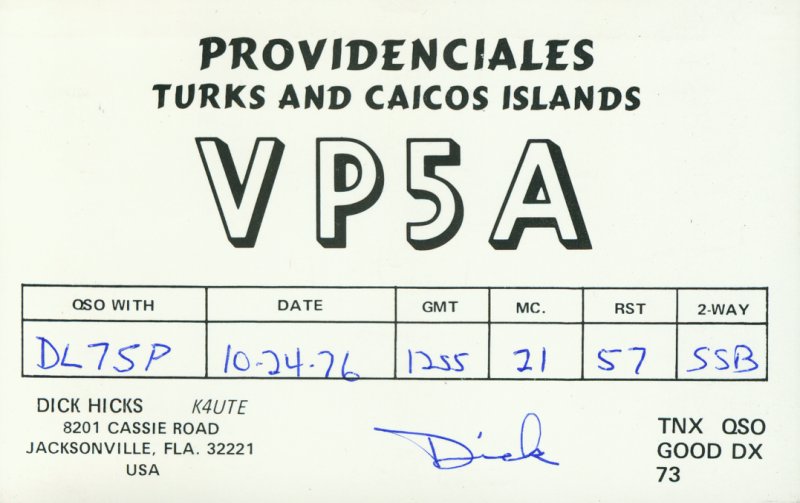 PROVIDENCIALES
TURKS AND CAICOS ISLANDS
VP5A
QSO WITH DATE GMT MC. RST 2-WAY
DL7SP 10-24-76 1255 21 57 SSB
DICK HICKS K4UTE
8201 CASSIE ROAD
JACKSONVILLE, FLA. 32221
USA
Dick
TNX QSO
GOOD DX
73